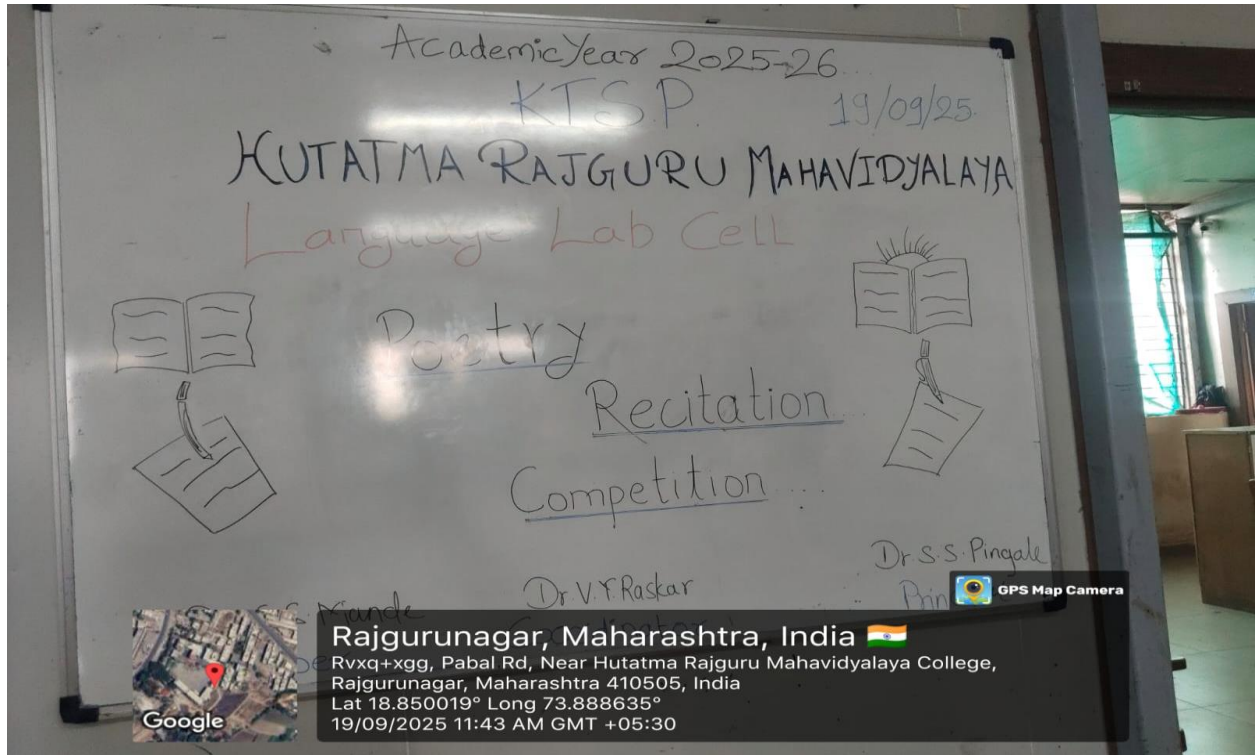 Academic Year 2025-26...
K.T.S.P. 19/09/25.
HUTATMA RAJGURU MAHAVIDYALAYA
Language Lab Cell
Poetry
Recitation...
Competition....
Dr. S. S. Pingale
Dr. V. Y. Raskar
GPS Map Camera
Rajgurunagar, Maharashtra, India
Rvxq+xgg, Pabal Rd, Near Hutatma Rajguru Mahavidyalaya College,
Rajgurunagar, Maharashtra 410505, India
Lat 18.850019° Long 73.888635°
19/09/2025 11:43 AM GMT +05:30
Google